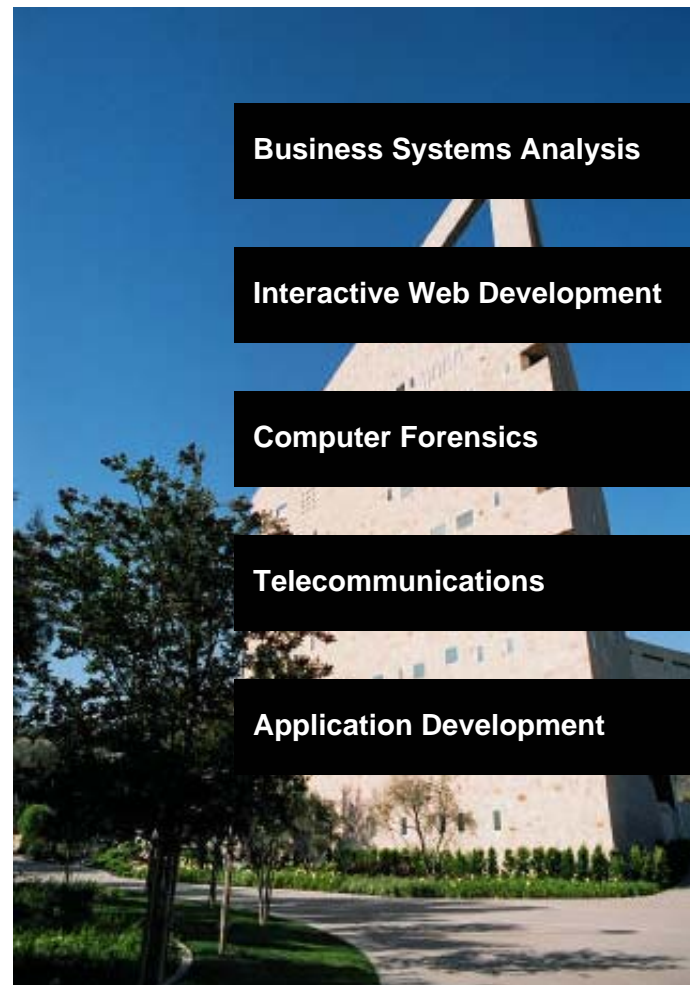 Business Systems Analysis
Interactive Web Development
Computer Forensics
Telecommunications
Application Development